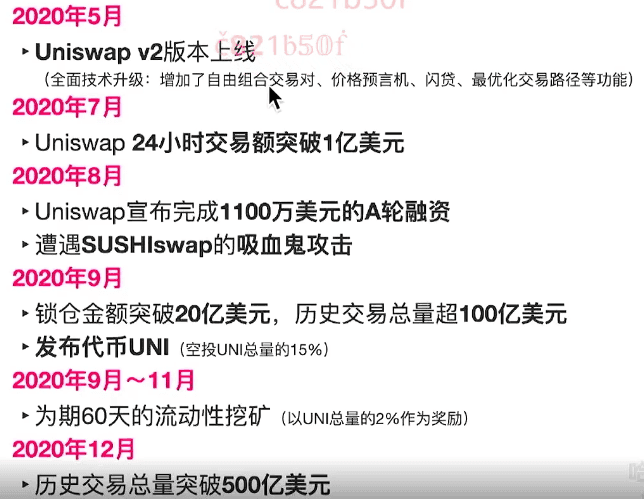 c821b50f
2020年5月
c821b50f
‣ Uniswap v2版本上线
（全面技术升级：增加了自由组合交易对、价格预言机、闪贷、最优化交易路径等功能）
2020年7月
‣ Uniswap 24小时交易额突破1亿美元
2020年8月
‣ Uniswap宣布完成1100万美元的A轮融资
‣ 遭遇SUSHIswap的吸血鬼攻击
2020年9月
‣ 锁仓金额突破20亿美元，历史交易总量超100亿美元
‣ 发布代币UNI（空投UNI总量的15%）
2020年9月～11月
‣ 为期60天的流动性挖矿（以UNI总量的2%作为奖励）
2020年12月
‣ 历史交易总量突破500亿美元